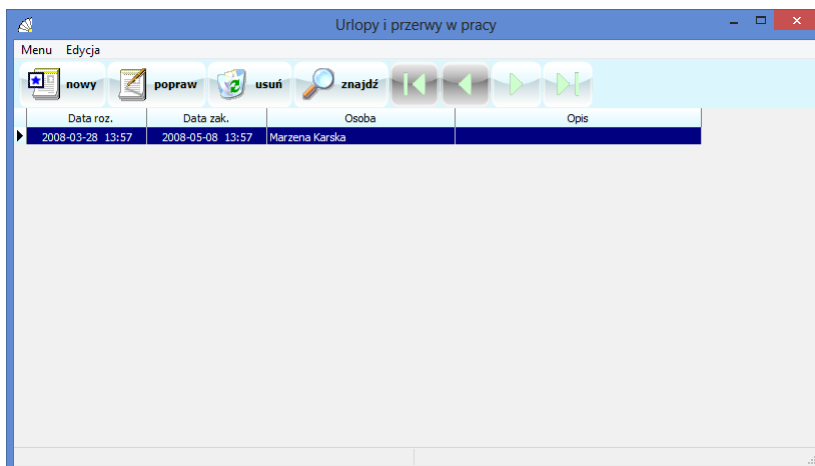 Urlopy i przerwy w pracy
Menu Edycja
nowy popraw usuń znajdź
Data roz. Data zak. Osoba Opis
2008-03-28 13:57 2008-05-08 13:57 Marzena Karska